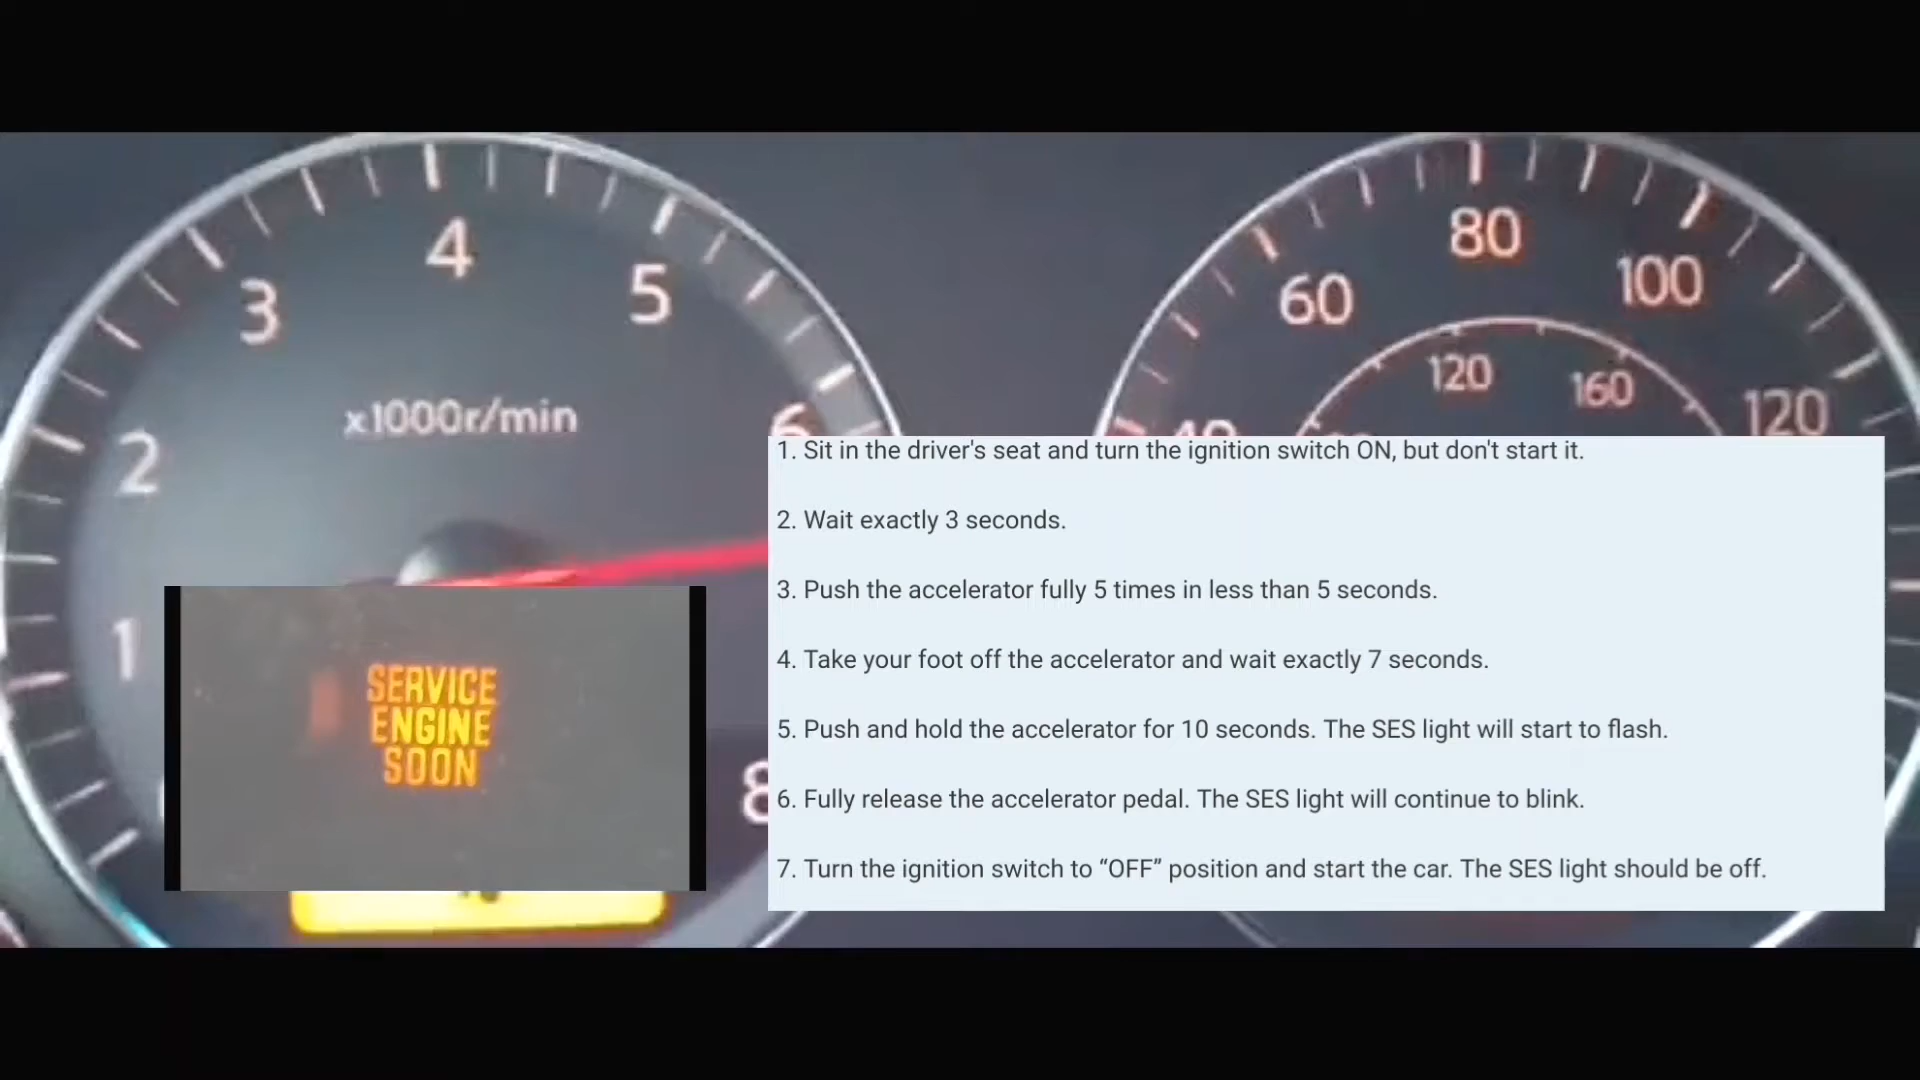 4
80
5
100
3
60
120
160
x1000r/min
120
6
40
2
1
8
SERVICE
ENGINE
SOON
1. Sit in the driver's seat and turn the ignition switch ON, but don't start it.
2. Wait exactly 3 seconds.
3. Push the accelerator fully 5 times in less than 5 seconds.
4. Take your foot off the accelerator and wait exactly 7 seconds.
5. Push and hold the accelerator for 10 seconds. The SES light will start to flash.
6. Fully release the accelerator pedal. The SES light will continue to blink.
7. Turn the ignition switch to “OFF” position and start the car. The SES light should be off.